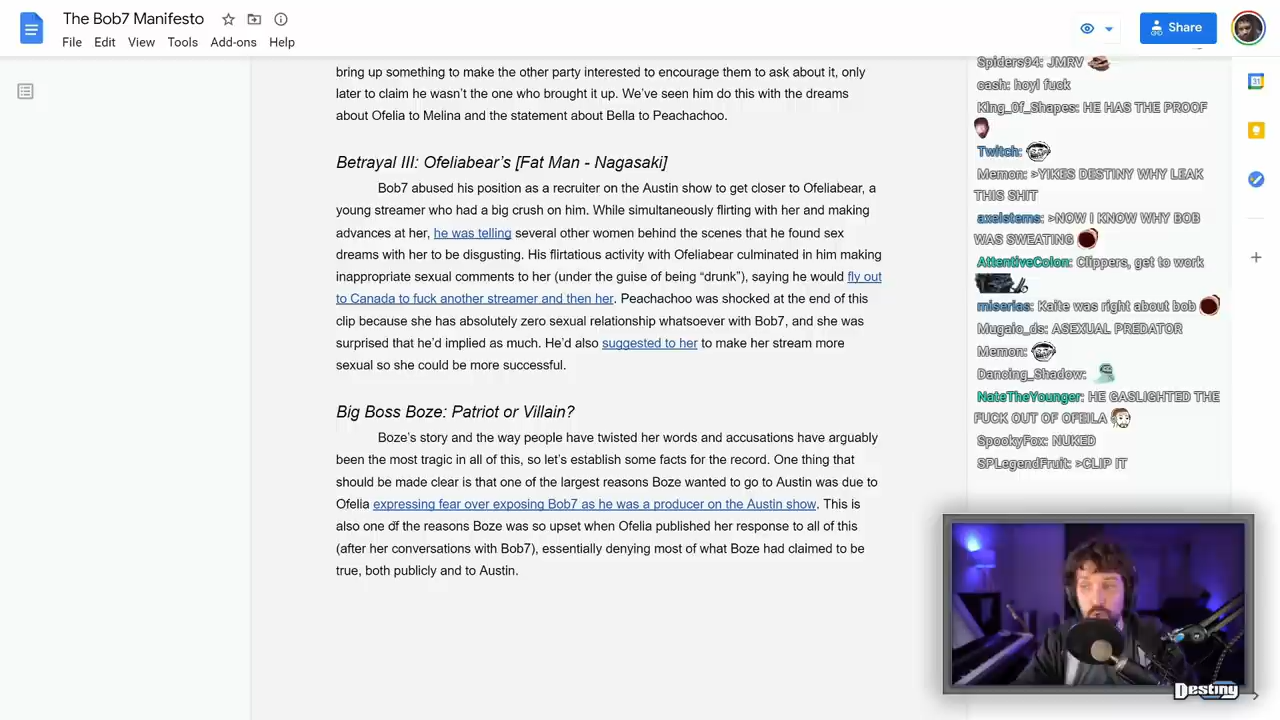 The Bob7 Manifesto
File Edit View Tools Add-ons Help
Share
bring up something to make the other party interested to encourage them to ask about it, only
later to claim he wasn't the one who brought it up. We've seen him do this with the dreams
about Ofelia to Melina and the statement about Bella to Peachachoo.
Betrayal III: Ofeliabear's [Fat Man - Nagasaki]
Bob7 abused his position as a recruiter on the Austin show to get closer to Ofeliabear, a
young streamer who had a big crush on him. While simultaneously flirting with her and making
advances at her, he was telling several other women behind the scenes that he found sex
dreams with her to be disgusting. His flirtatious activity with Ofeliabear culminated in him making
inappropriate sexual comments to her (under the guise of being “drunk”), saying he would fly out
to Canada to fuck another streamer and then her. Peachachoo was shocked at the end of this
clip because she has absolutely zero sexual relationship whatsoever with Bob7, and she was
surprised that he'd implied as much. He'd also suggested to her to make her stream more
sexual so she could be more successful.
Big Boss Boze: Patriot or Villain?
Boze's story and the way people have twisted her words and accusations have arguably
been the most tragic in all of this, so let's establish some facts for the record. One thing that
should be made clear is that one of the largest reasons Boze wanted to go to Austin was due to
Ofelia expressing fear over exposing Bob7 as he was a producer on the Austin show. This is
also one of the reasons Boze was so upset when Ofelia published her response to all of this
(after her conversations with Bob7), essentially denying most of what Boze had claimed to be
true, both publicly and to Austin.
Spiders94: JMRV
cash: hoyl fuck
King_0f_Shapes: HE HAS THE PROOF
Twitch:
Memon: >YIKES DESTINY WHY LEAK
THIS SHIT
axelstems: >NOW I KNOW WHY BOB
WAS SWEATING
AttentiveColon: Clippers, get to work
miserias: Kaite was right about bob
Mugaio_ds: ASEXUAL PREDATOR
Memon:
Dancing_Shadow:
NateTheYounger: HE GASLIGHTED THE
FUCK OUT OF OFEILA
SpookyFox: NUKED
SPLegendFruit: >CLIP IT
Destiny